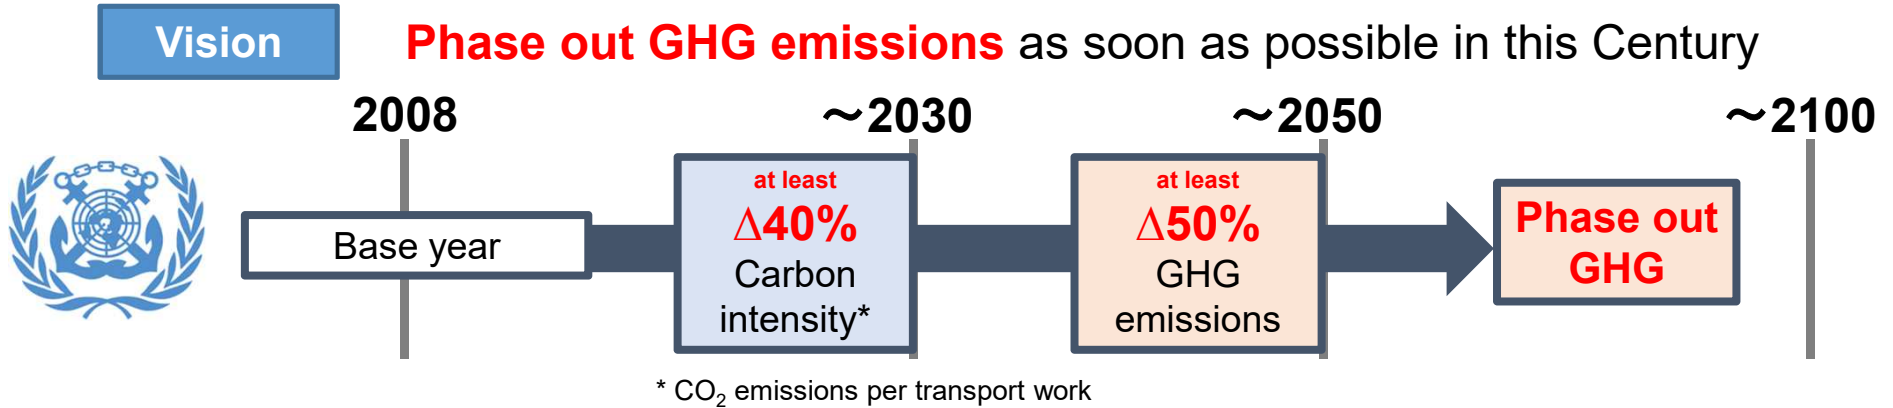 Vision
Phase out GHG emissions as soon as possible in this Century
2008
～2030
～2050
～2100
Base year
at least
Δ40%
Carbon
intensity*
at least
Δ50%
GHG
emissions
Phase out
GHG
* CO₂ emissions per transport work